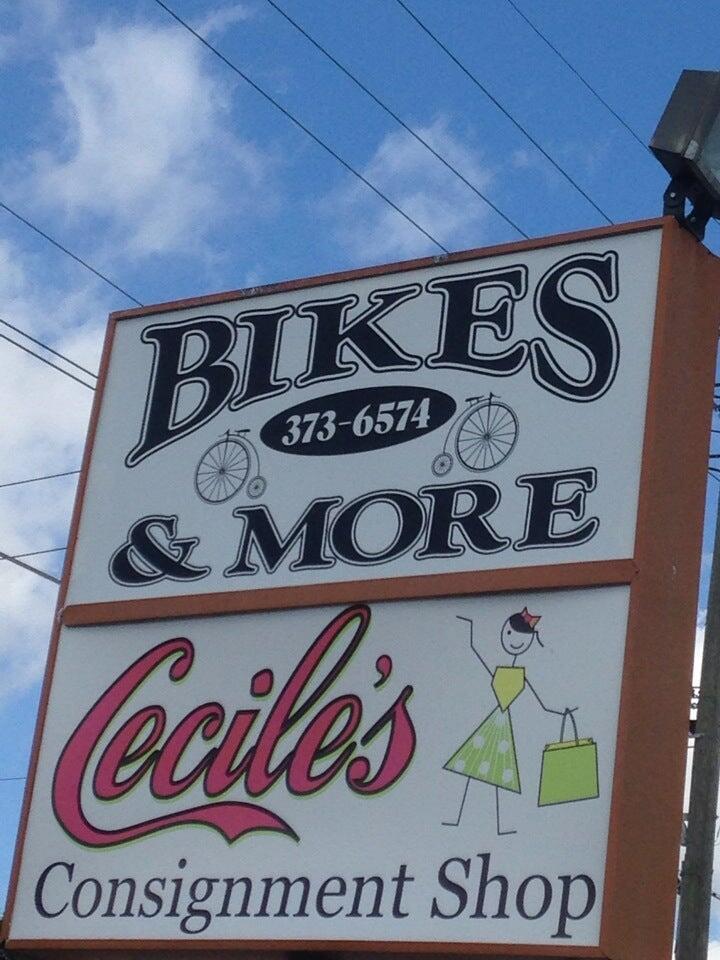 BIKES
373-6574
& MORE
Cecile's
Consignment Shop